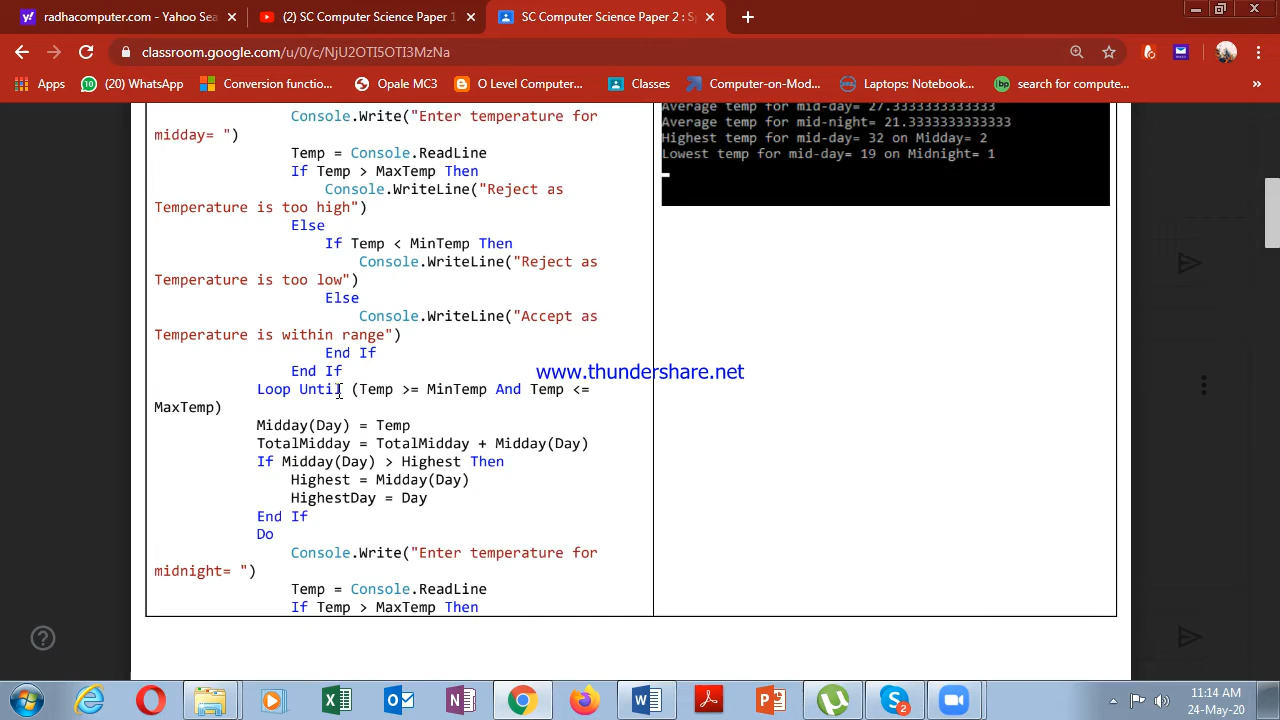 radhacomputer.com - Yahoo Sea
(2) SC Computer Science Paper 1
SC Computer Science Paper 2 : S
classroom.google.com/u/0/c/NjU2OTI5OTI3MzNa
Apps
(20) WhatsApp
Conversion functio...
Opale MC3
O Level Computer...
Classes
Computer-on-Mod...
Laptops: Notebook...
search for compute...
»
Console.Write("Enter temperature for
midday= ")
Temp = Console.ReadLine
If Temp > MaxTemp Then
Console.WriteLine("Reject as
Temperature is too high")
Else
If Temp < MinTemp Then
Console.WriteLine("Reject as
Temperature is too low")
Else
Console.WriteLine("Accept as
Temperature is within range")
End If
End If
Loop Until (Temp >= MinTemp And Temp <=
MaxTemp)
Midday(Day) = Temp
TotalMidday = TotalMidday + Midday(Day)
If Midday(Day) > Highest Then
Highest = Midday(Day)
HighestDay = Day
End If
Do
Console.Write("Enter temperature for
midnight= ")
Temp = Console.ReadLine
If Temp > MaxTemp Then
Average temp for mid-day= 27.3333333333333
Average temp for mid-night= 21.3333333333333
Highest temp for mid-day= 32 on Midday= 2
Lowest temp for mid-day= 19 on Midnight= 1
www.thundershare.net
11:14 AM
24-May-20